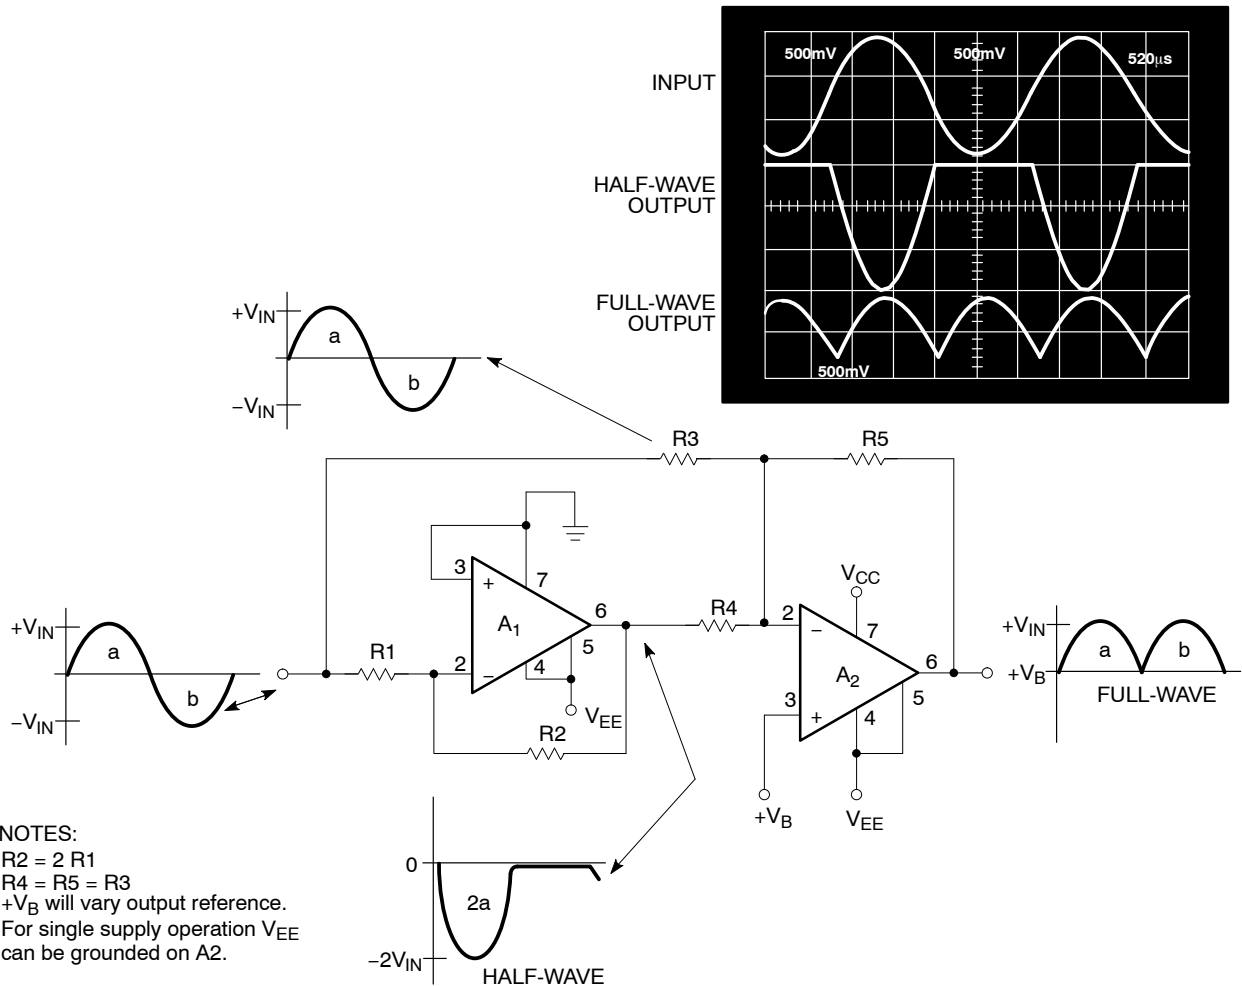 500mV
500mV
520µs
INPUT
HALF-WAVE
OUTPUT
FULL-WAVE
OUTPUT
500mV
+VIN
a
b
−VIN
R3
R5
3
+
7
VCC
6
R4
2
−
7
+VIN
a
b
−VIN
R1
2
−
A1
4
5
VEE
R2
A2
6
3
+
4
5
+VB
VEE
+VIN
a
b
+VB
FULL-WAVE
NOTES:
R2 = 2 R1
R4 = R5 = R3
+VB will vary output reference.
For single supply operation VEE
can be grounded on A2.
0
2a
−2VIN
HALF-WAVE